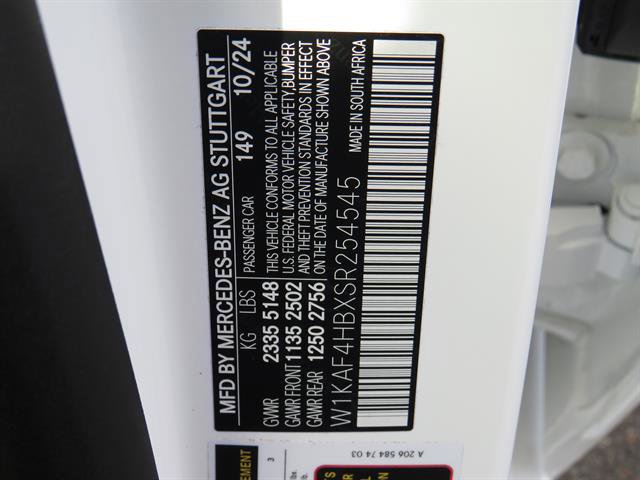 MFD BY MERCEDES-BENZ AG STUTTGART
PASSENGER CAR 149 10/24
KG LBS
GVWR 2335 5148
GAWR FRONT 1135 2502
GAWR REAR 1250 2756
THIS VEHICLE CONFORMS TO ALL APPLICABLE
U.S. FEDERAL MOTOR VEHICLE SAFETY,BUMPER
AND THEFT PREVENTION STANDARDS IN EFFECT
ON DATE OF MANUFACTURE SHOWN ABOVE
W1KAF4HBXSR254545 MADE IN SOUTH AFRICA
A 206 584 74 03
3